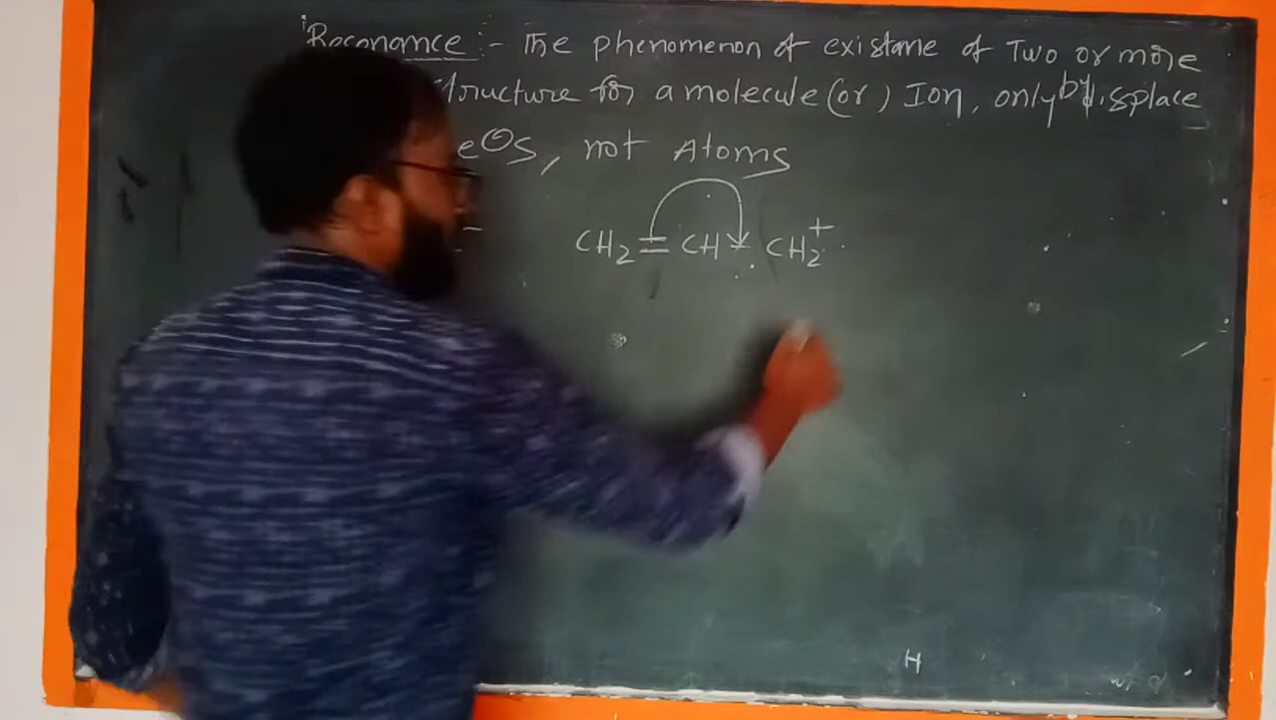 Resonance :- The phenomenon of existane of Two or more
structure for a molecule (or) Ion, only by displace
e⊖s, not Atoms
CH₂ = CH - CH₂⁺
H